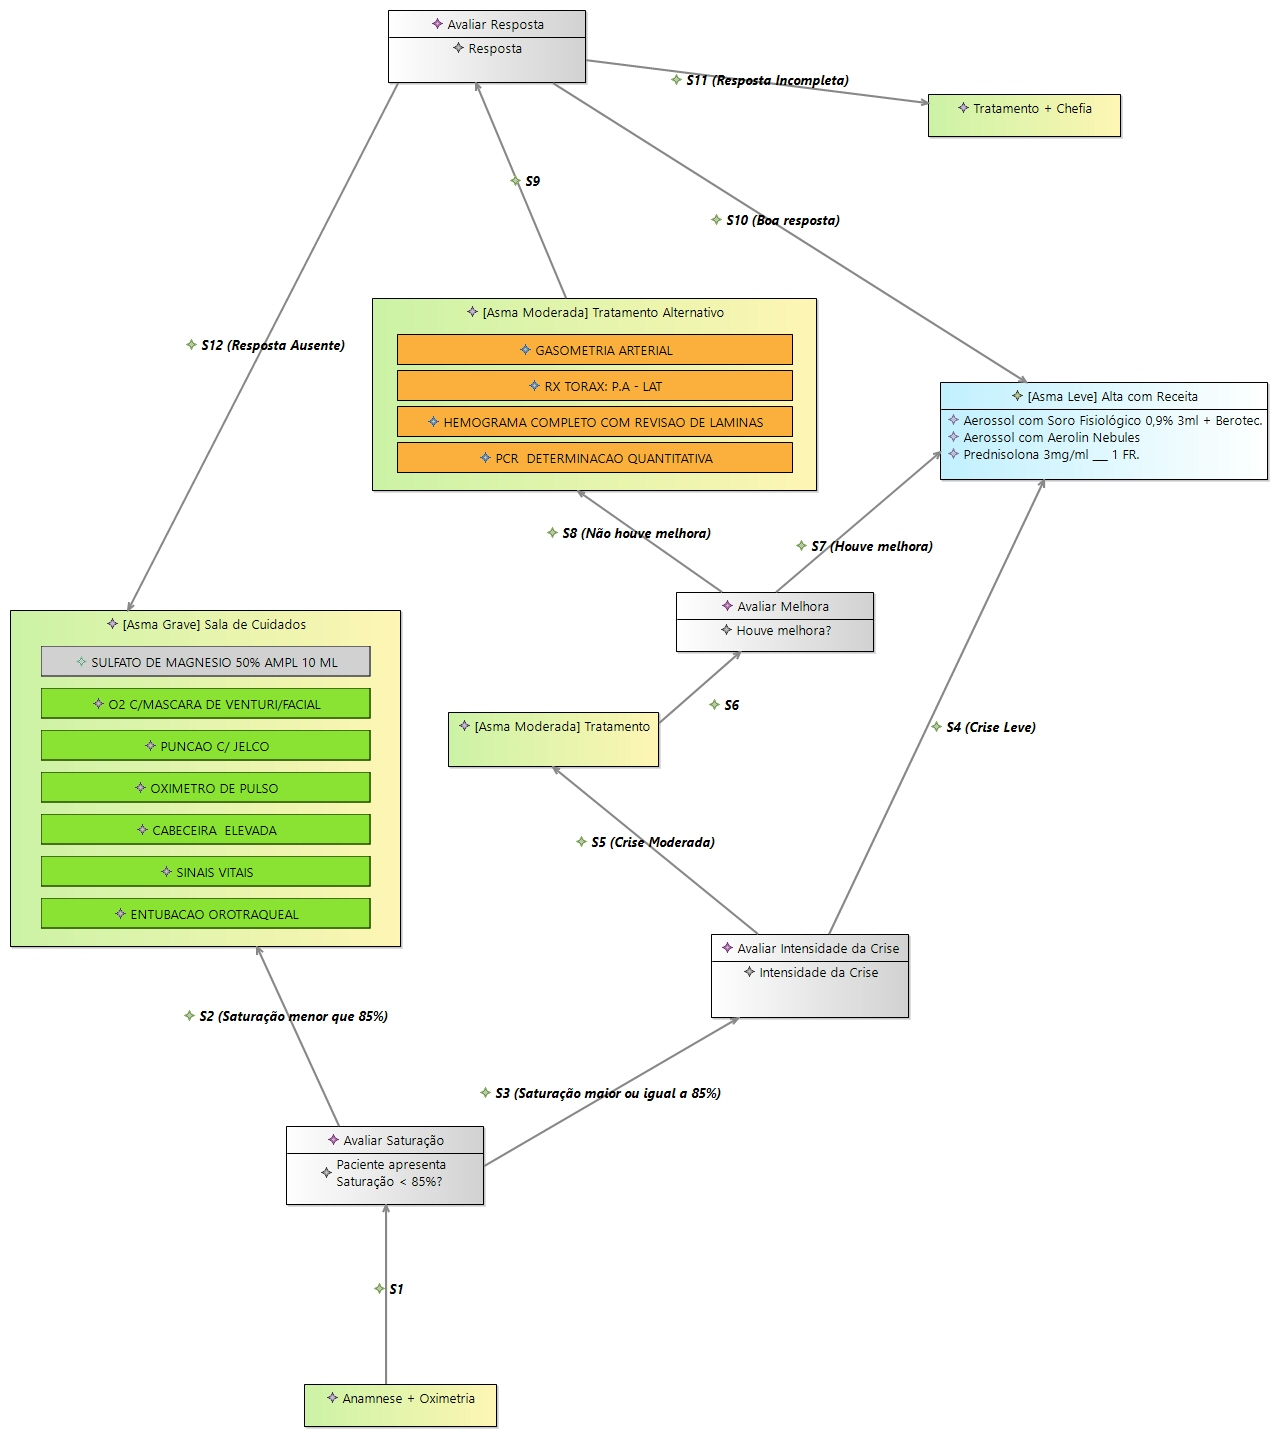 Avaliar Resposta
Resposta
S11 (Resposta Incompleta)
Tratamento + Chefia
S9
S10 (Boa resposta)
[Asma Moderada] Tratamento Alternativo
GASOMETRIA ARTERIAL
RX TORAX: P.A - LAT
HEMOGRAMA COMPLETO COM REVISAO DE LAMINAS
PCR  DETERMINACAO QUANTITATIVA
S12 (Resposta Ausente)
[Asma Leve] Alta com Receita
Aerossol com Soro Fisiológico 0,9% 3ml + Berotec.
Aerossol com Aerolin Nebules
Prednisolona 3mg/ml ___ 1 FR.
S8 (Não houve melhora)
S7 (Houve melhora)
Avaliar Melhora
Houve melhora?
[Asma Grave] Sala de Cuidados
SULFATO DE MAGNESIO 50% AMPL 10 ML
O2 C/MASCARA DE VENTURI/FACIAL
PUNCAO C/ JELCO
OXIMETRO DE PULSO
CABECEIRA  ELEVADA
SINAIS VITAIS
ENTUBACAO OROTRAQUEAL
S6
[Asma Moderada] Tratamento
S4 (Crise Leve)
S5 (Crise Moderada)
Avaliar Intensidade da Crise
Intensidade da Crise
S2 (Saturação menor que 85%)
S3 (Saturação maior ou igual a 85%)
Avaliar Saturação
Paciente apresenta
Saturação < 85%?
S1
Anamnese + Oximetria